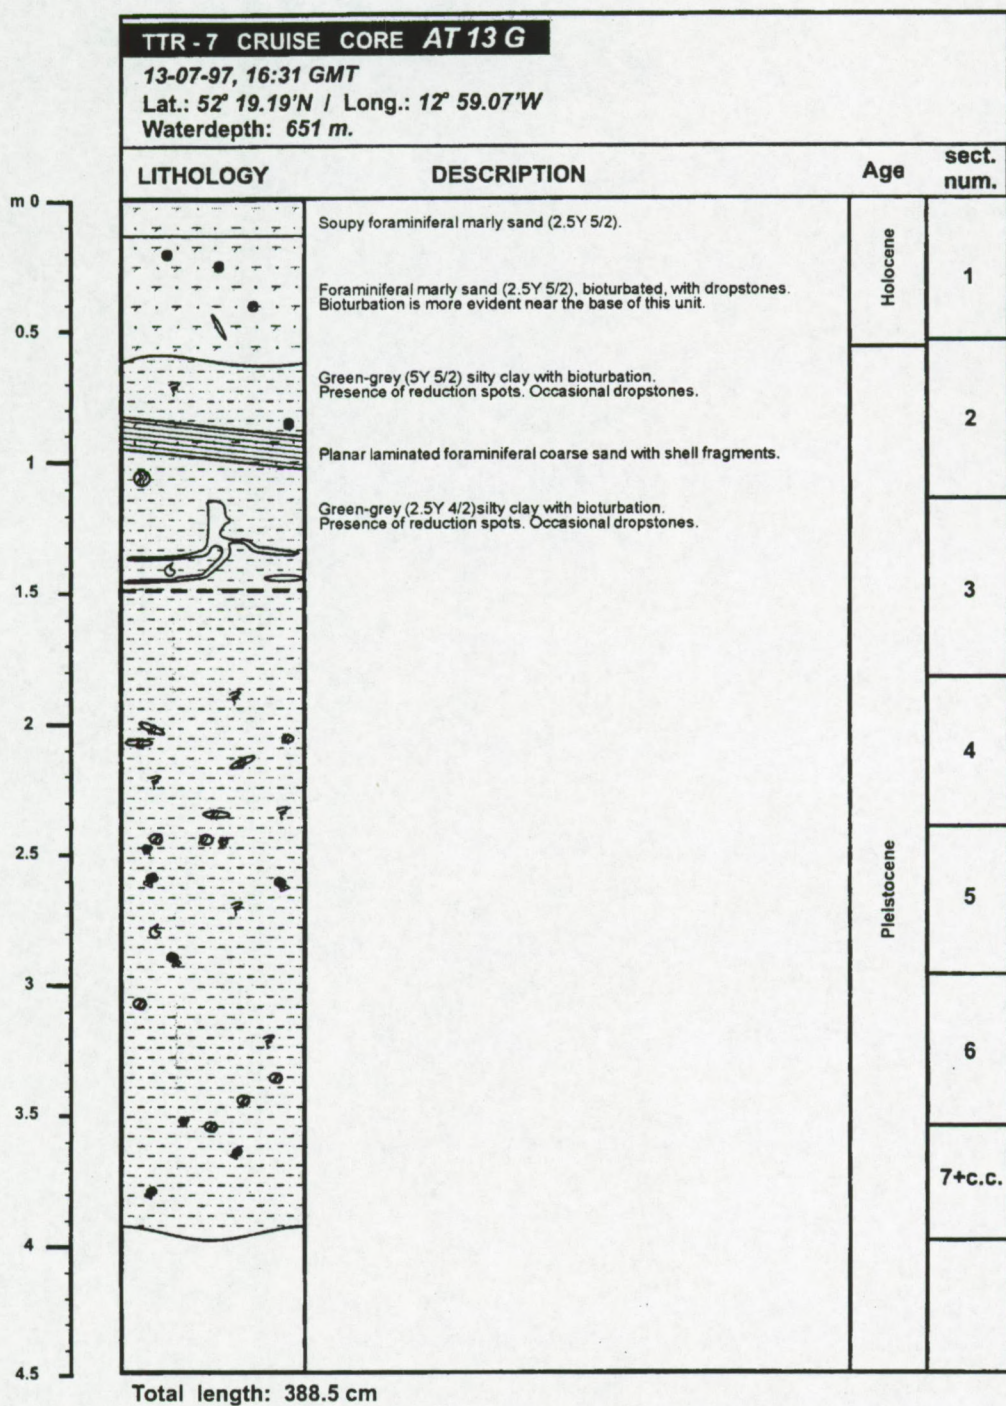 TTR - 7 CRUISE CORE AT 13 G
13-07-97, 16:31 GMT
Lat.: 52° 19.19'N / Long.: 12° 59.07'W
Waterdepth: 651 m.
LITHOLOGY DESCRIPTION Age sect. num.
m 0
Soupy foraminiferal marly sand (2.5Y 5/2).
Holocene
1
Foraminiferal marly sand (2.5Y 5/2), bioturbated, with dropstones.
Bioturbation is more evident near the base of this unit.
0.5
Green-grey (5Y 5/2) silty clay with bioturbation.
Presence of reduction spots. Occasional dropstones.
2
Planar laminated foraminiferal coarse sand with shell fragments.
1
Green-grey (2.5Y 4/2)silty clay with bioturbation.
Presence of reduction spots. Occasional dropstones.
1.5
3
2
4
2.5
Pleistocene
5
3
6
3.5
7+c.c.
4
4.5
Total length: 388.5 cm